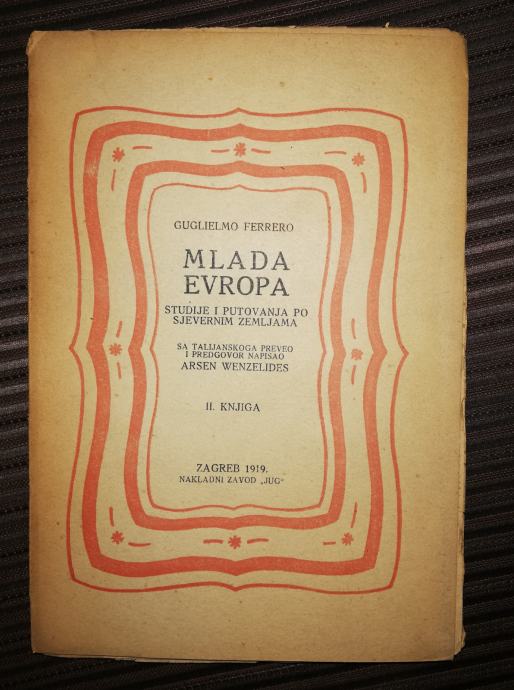 GUGLIELMO FERRERO
MLADA
EVROPA
STUDIJE I PUTOVANJA PO
SJEVERNIM ZEMLJAMA
SA TALIJANSKOGA PREVEO
I PREDGOVOR NAPISAO
ARSEN WENZELIDES
II. KNJIGA
ZAGREB 1919.
NAKLADNI ZAVOD „JUG“